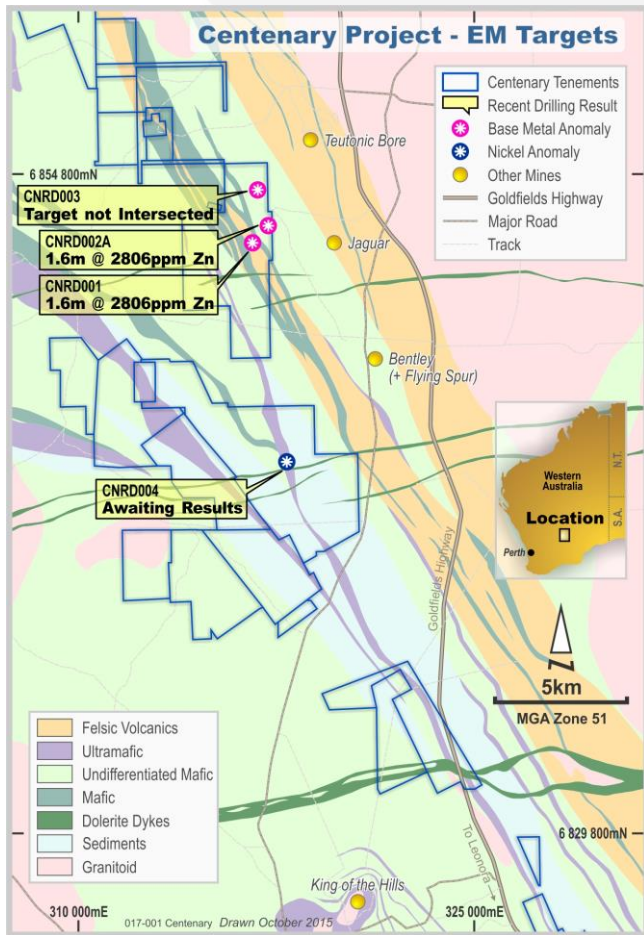 Centenary Project - EM Targets
Centenary Tenements
Recent Drilling Result
Base Metal Anomaly
Nickel Anomaly
Other Mines
Goldfields Highway
Major Road
Track
Teutonic Bore
6 854 800mN
CNRD003
Target not Intersected
CNRD002A
1.6m @ 2806ppm Zn
CNRD001
1.6m @ 2806ppm Zn
Jaguar
Bentley
(+ Flying Spur)
CNRD004
Awaiting Results
Western
Australia
N.T.
S.A.
Location
Perth
Goldfields Highway
N
5km
MGA Zone 51
Felsic Volcanics
Ultramafic
Undifferentiated Mafic
Mafic
Dolerite Dykes
Sediments
Granitoid
6 829 800mN
To Leonora
King of the Hills
310 000mE
017-001 Centenary Drawn October 2015
325 000mE